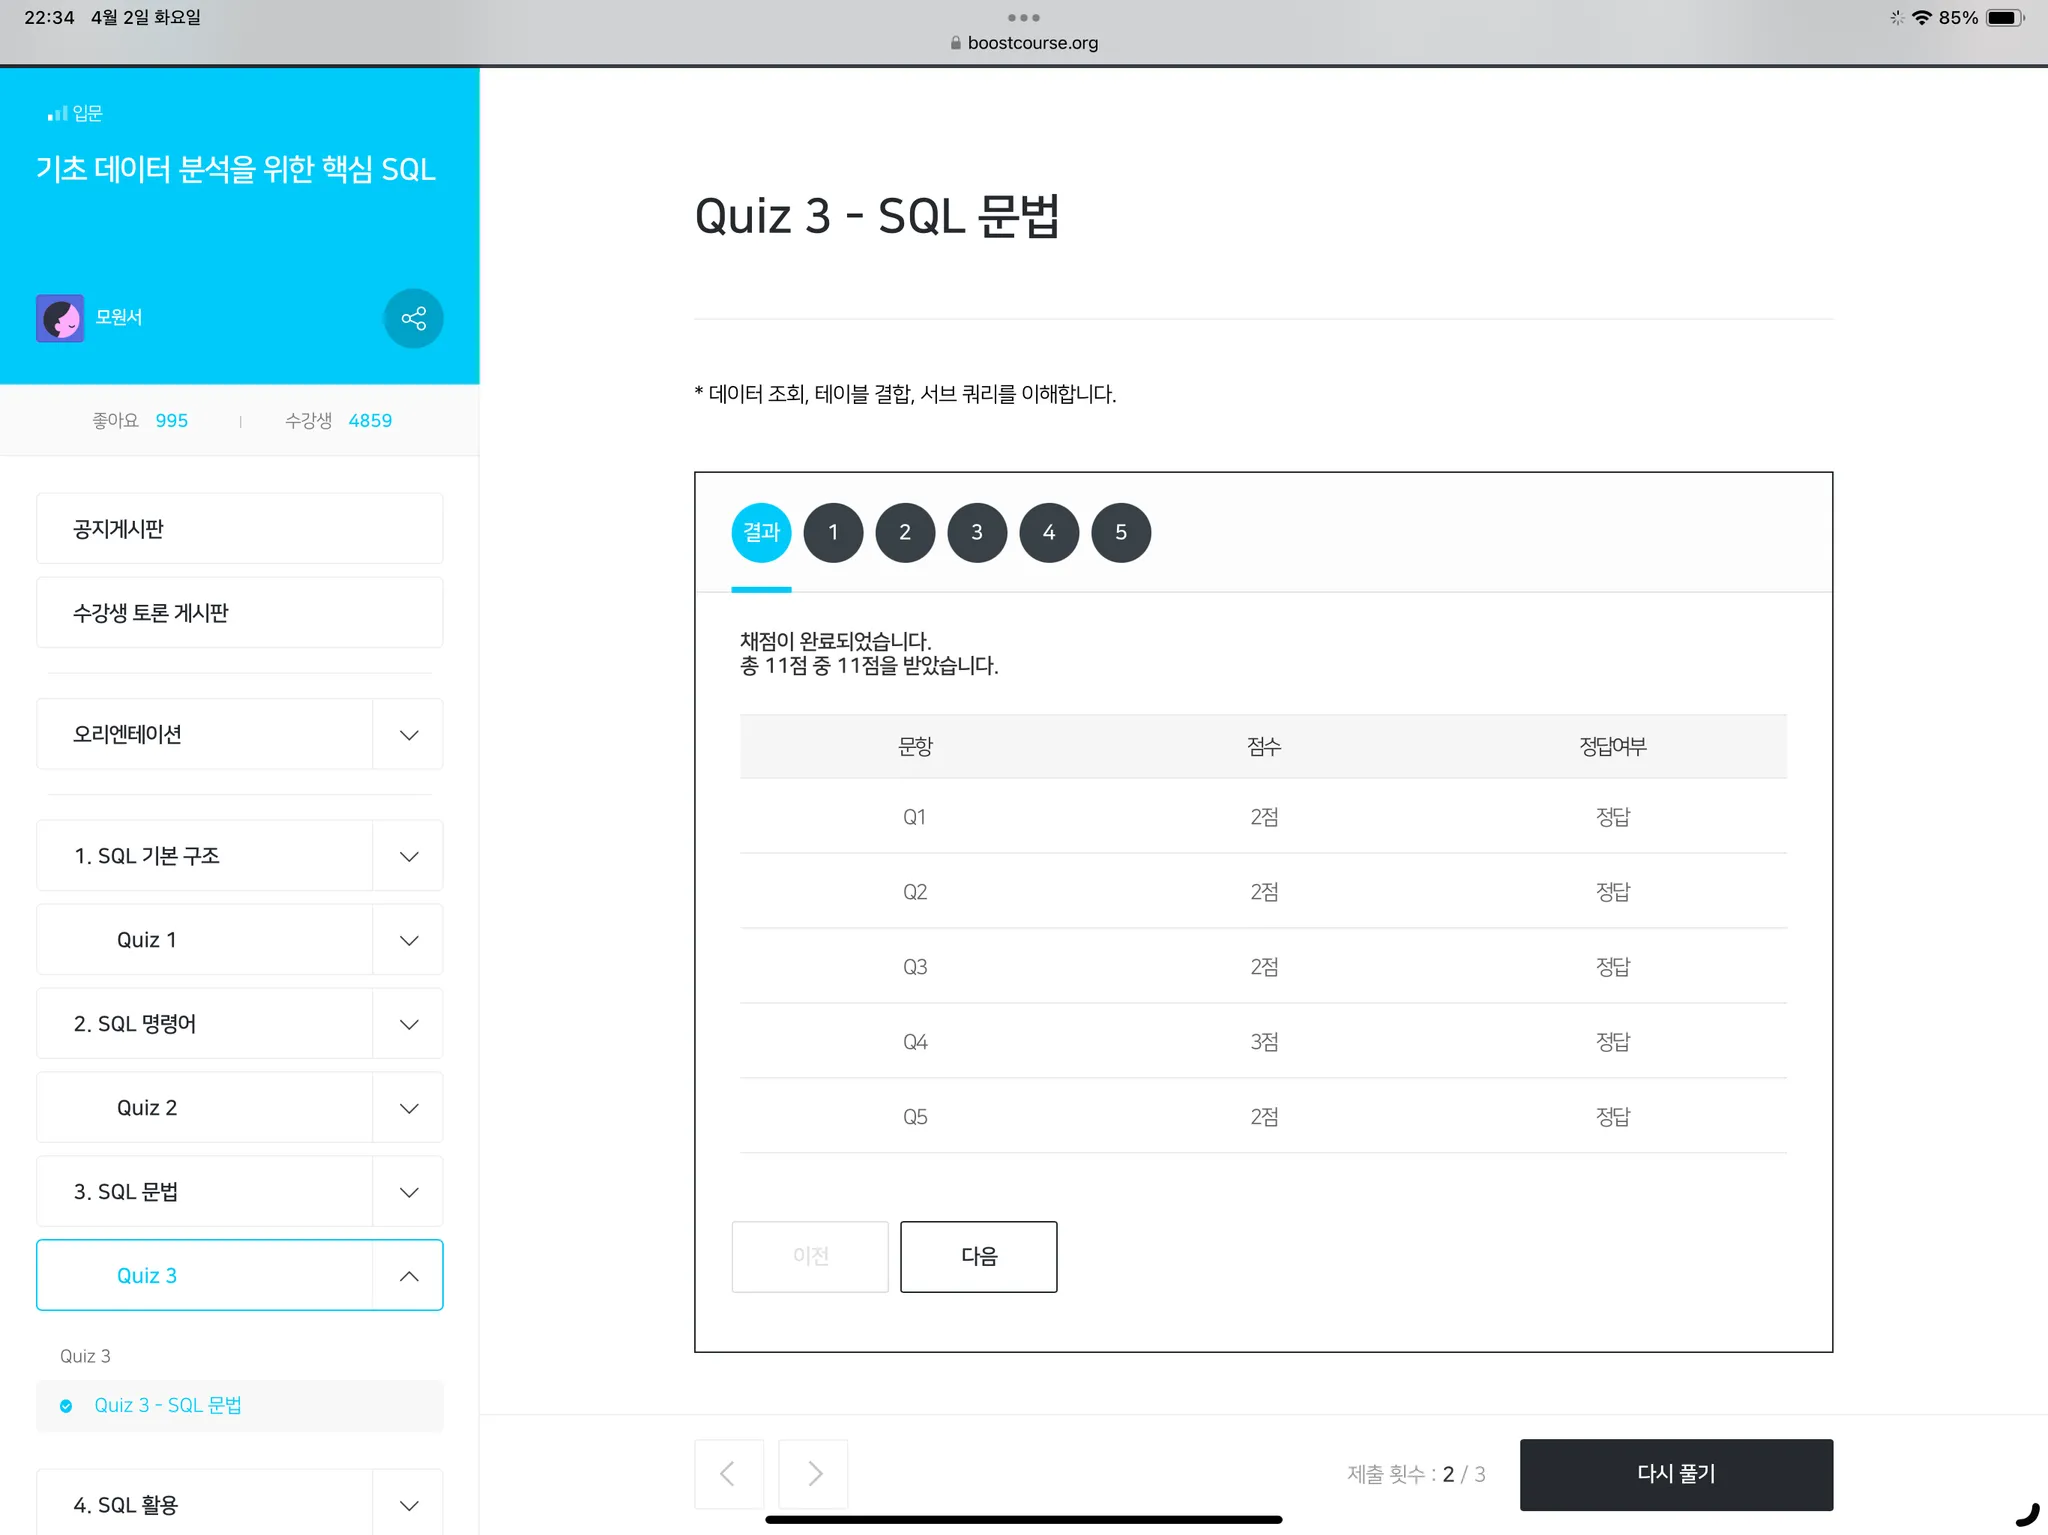 22:34 4월 2일 화요일
85%
boostcourse.org
입문
기초 데이터 분석을 위한 핵심 SQL
모원서
좋아요 995 | 수강생 4859
공지게시판
수강생 토론 게시판
오리엔테이션
1. SQL 기본 구조
Quiz 1
2. SQL 명령어
Quiz 2
3. SQL 문법
Quiz 3
Quiz 3
Quiz 3 - SQL 문법
4. SQL 활용
Quiz 3 - SQL 문법
* 데이터 조회, 테이블 결합, 서브 쿼리를 이해합니다.
결과 1 2 3 4 5
채점이 완료되었습니다.
총 11점 중 11점을 받았습니다.
문항 점수 정답여부
Q1 2점 정답
Q2 2점 정답
Q3 2점 정답
Q4 3점 정답
Q5 2점 정답
이전 다음
제출 횟수 : 2 / 3 다시 풀기